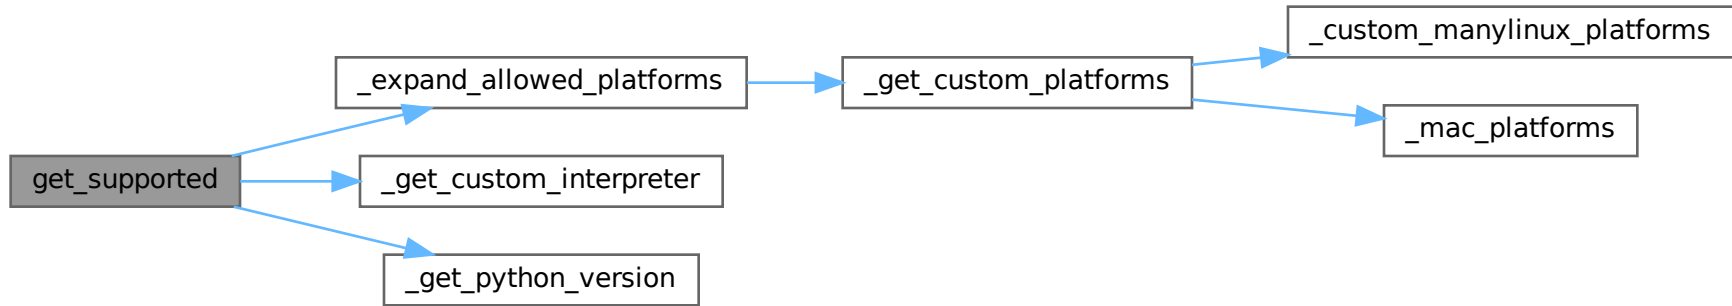 _custom_manylinux_platforms
_expand_allowed_platforms
_get_custom_platforms
_mac_platforms
get_supported
_get_custom_interpreter
_get_python_version